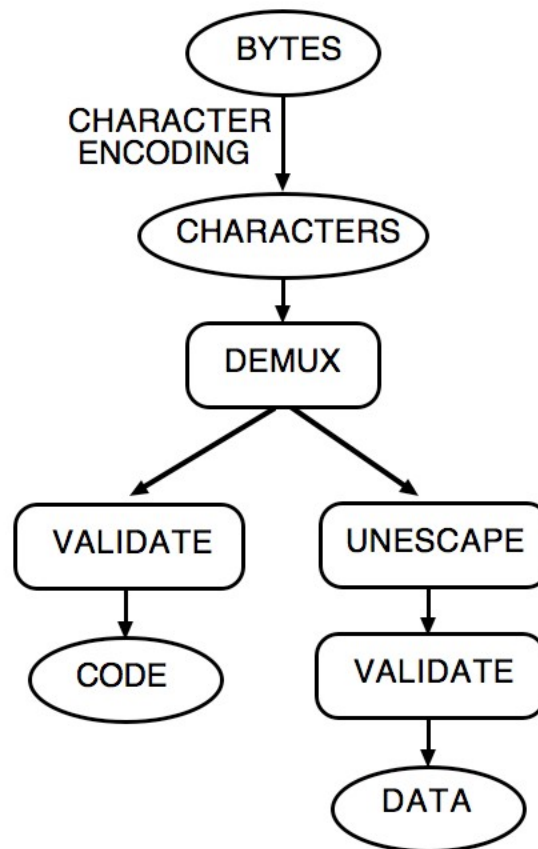 BYTES
CHARACTER
ENCODING
CHARACTERS
DEMUX
VALIDATE
UNESCAPE
CODE
VALIDATE
DATA